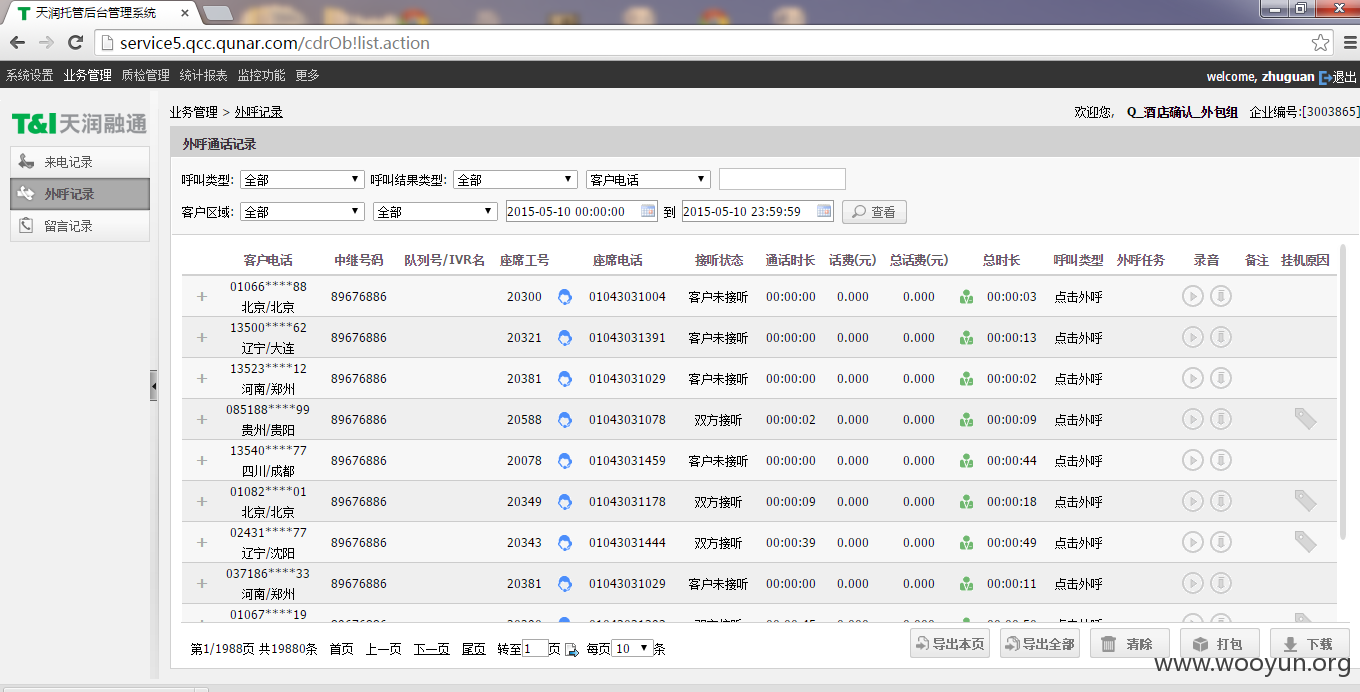 天润托管后台管理系统
service5.qcc.qunar.com/cdrOb!list.action
系统设置 业务管理 质检管理 统计报表 监控功能 更多 welcome, zhuguan 退出
T&I天润融通
来电记录
外呼记录
留言记录
业务管理 > 外呼记录 欢迎您, Q_酒店确认_外包组 企业编号:[3003865]
外呼通话记录
呼叫类型: 全部 呼叫结果类型: 全部 客户电话
客户区域: 全部 全部 2015-05-10 00:00:00 到 2015-05-10 23:59:59 查看
客户电话 中继号码 队列号/IVR名 座席工号 座席电话 接听状态 通话时长 话费(元) 总话费(元) 总时长 呼叫类型 外呼任务 录音 备注 挂机原因
01066****88
北京/北京 89676886 20300 01043031004 客户未接听 00:00:00 0.000 0.000 00:00:03 点击外呼
13500****62
辽宁/大连 89676886 20321 01043031391 客户未接听 00:00:00 0.000 0.000 00:00:13 点击外呼
13523****12
河南/郑州 89676886 20381 01043031029 客户未接听 00:00:00 0.000 0.000 00:00:02 点击外呼
085188****99
贵州/贵阳 89676886 20588 01043031078 双方接听 00:00:02 0.000 0.000 00:00:09 点击外呼
13540****77
四川/成都 89676886 20078 01043031459 客户未接听 00:00:00 0.000 0.000 00:00:44 点击外呼
01082****01
北京/北京 89676886 20349 01043031178 双方接听 00:00:09 0.000 0.000 00:00:18 点击外呼
02431****77
辽宁/沈阳 89676886 20343 01043031444 双方接听 00:00:39 0.000 0.000 00:00:49 点击外呼
037186****33
河南/郑州 89676886 20381 01043031029 客户未接听 00:00:00 0.000 0.000 00:00:11 点击外呼
01067****19
第1/1988页 共19880条 首页 上一页 下一页 尾页 转至 1 页 每页 10 条 导出本页 导出全部 清除 打包 下载
www.wooyun.org